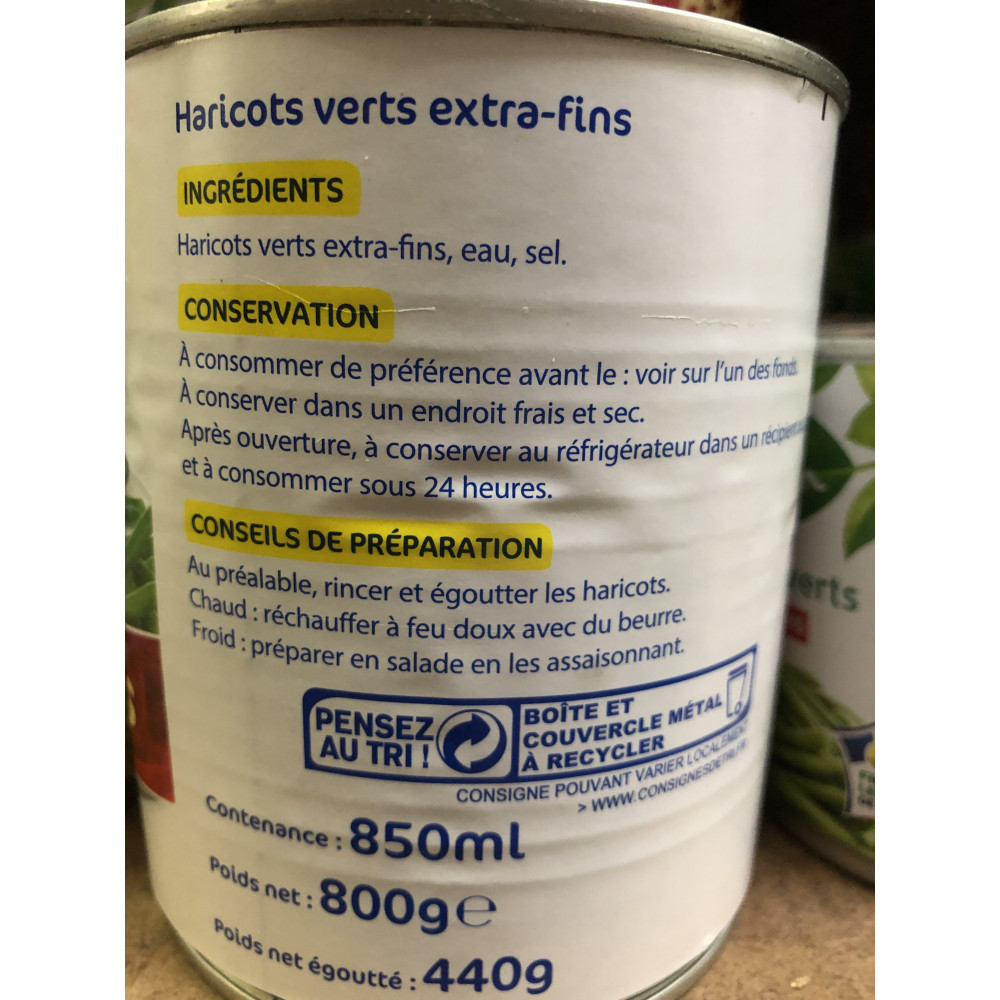 Haricots verts extra-fins
INGRÉDIENTS
Haricots verts extra-fins, eau, sel.
CONSERVATION
À consommer de préférence avant le : voir sur l'un des fonds.
À conserver dans un endroit frais et sec.
Après ouverture, à conserver au réfrigérateur dans un récipient
et à consommer sous 24 heures.
CONSEILS DE PRÉPARATION
Au préalable, rincer et égoutter les haricots.
Chaud : réchauffer à feu doux avec du beurre.
Froid : préparer en salade en les assaisonnant.
PENSEZ
AU TRI !
BOÎTE ET
COUVERCLE MÉTAL
À RECYCLER
CONSIGNE POUVANT VARIER LOCALEMENT
> WWW.CONSIGNESDETRI.FR
Contenance : 850ml
Poids net : 800g℮
Poids net égoutté : 440g